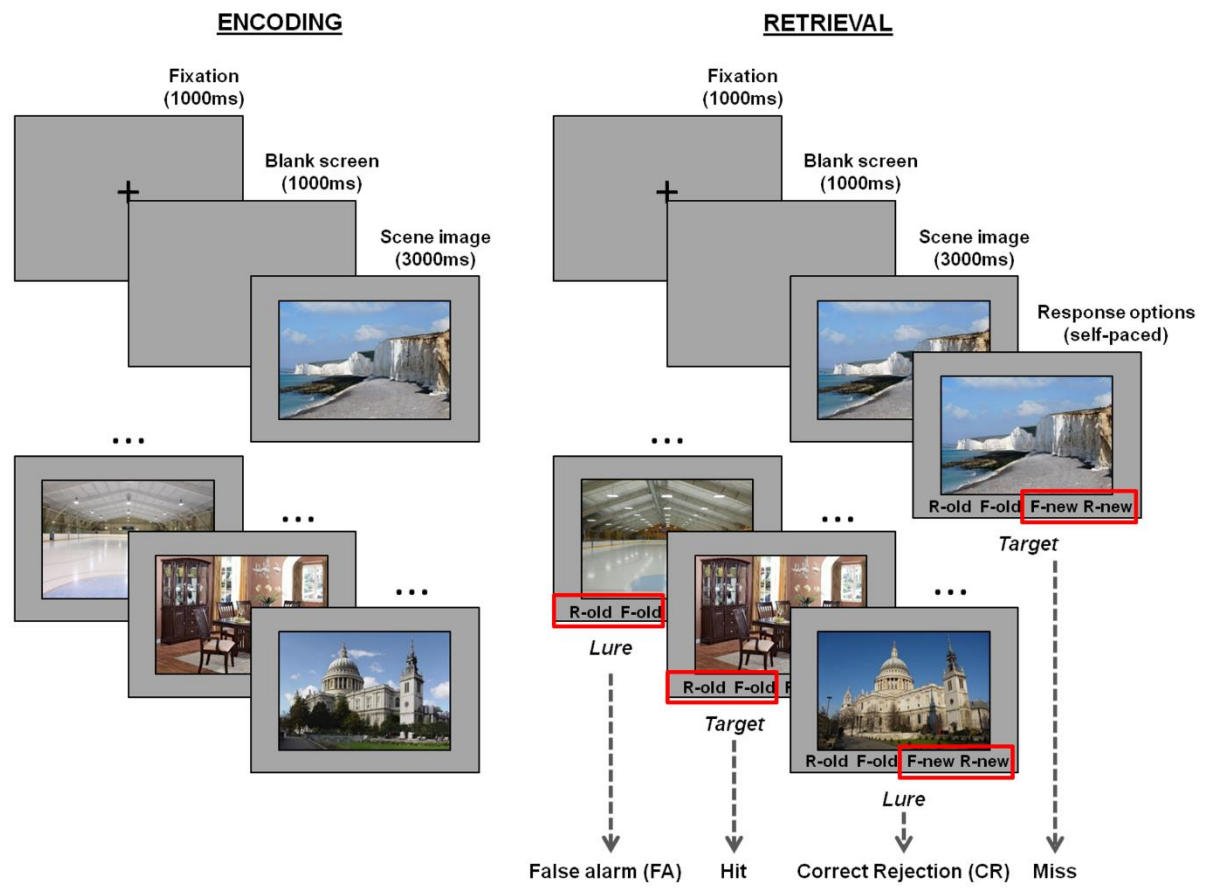 ENCODING
Fixation
(1000ms)
Blank screen
(1000ms)
Scene image
(3000ms)
...
...
...
RETRIEVAL
Fixation
(1000ms)
Blank screen
(1000ms)
Scene image
(3000ms)
Response options
(self-paced)
R-old F-old F-new R-new
Target
...
...
...
R-old F-old
Lure
R-old F-old
Target
R-old F-old F-new R-new
Lure
False alarm (FA) Hit Correct Rejection (CR) Miss